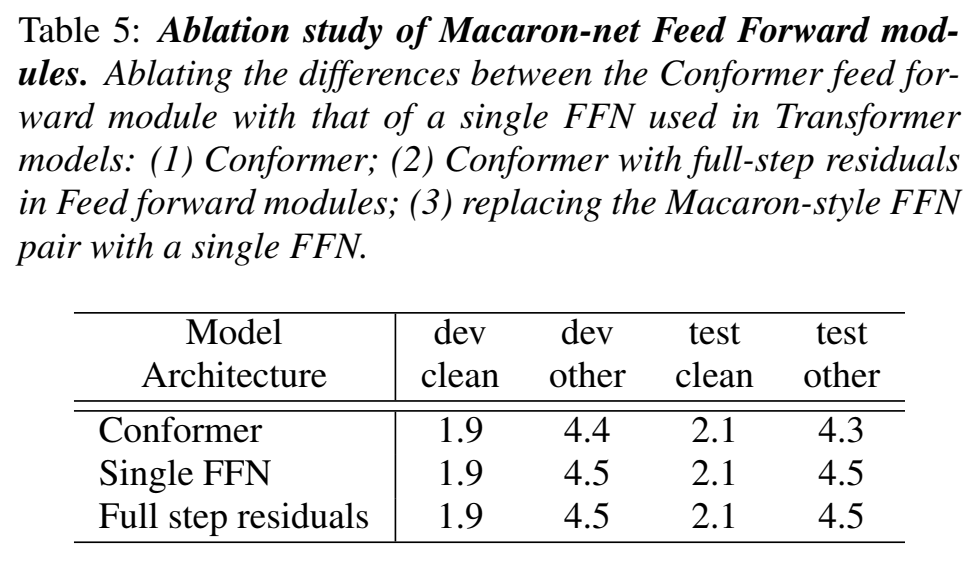 Table 5: Ablation study of Macaron-net Feed Forward mod-
ules. Ablating the differences between the Conformer feed for-
ward module with that of a single FFN used in Transformer
models: (1) Conformer; (2) Conformer with full-step residuals
in Feed forward modules; (3) replacing the Macaron-style FFN
pair with a single FFN.
Model dev dev test test
Architecture clean other clean other
Conformer 1.9 4.4 2.1 4.3
Single FFN 1.9 4.5 2.1 4.5
Full step residuals 1.9 4.5 2.1 4.5